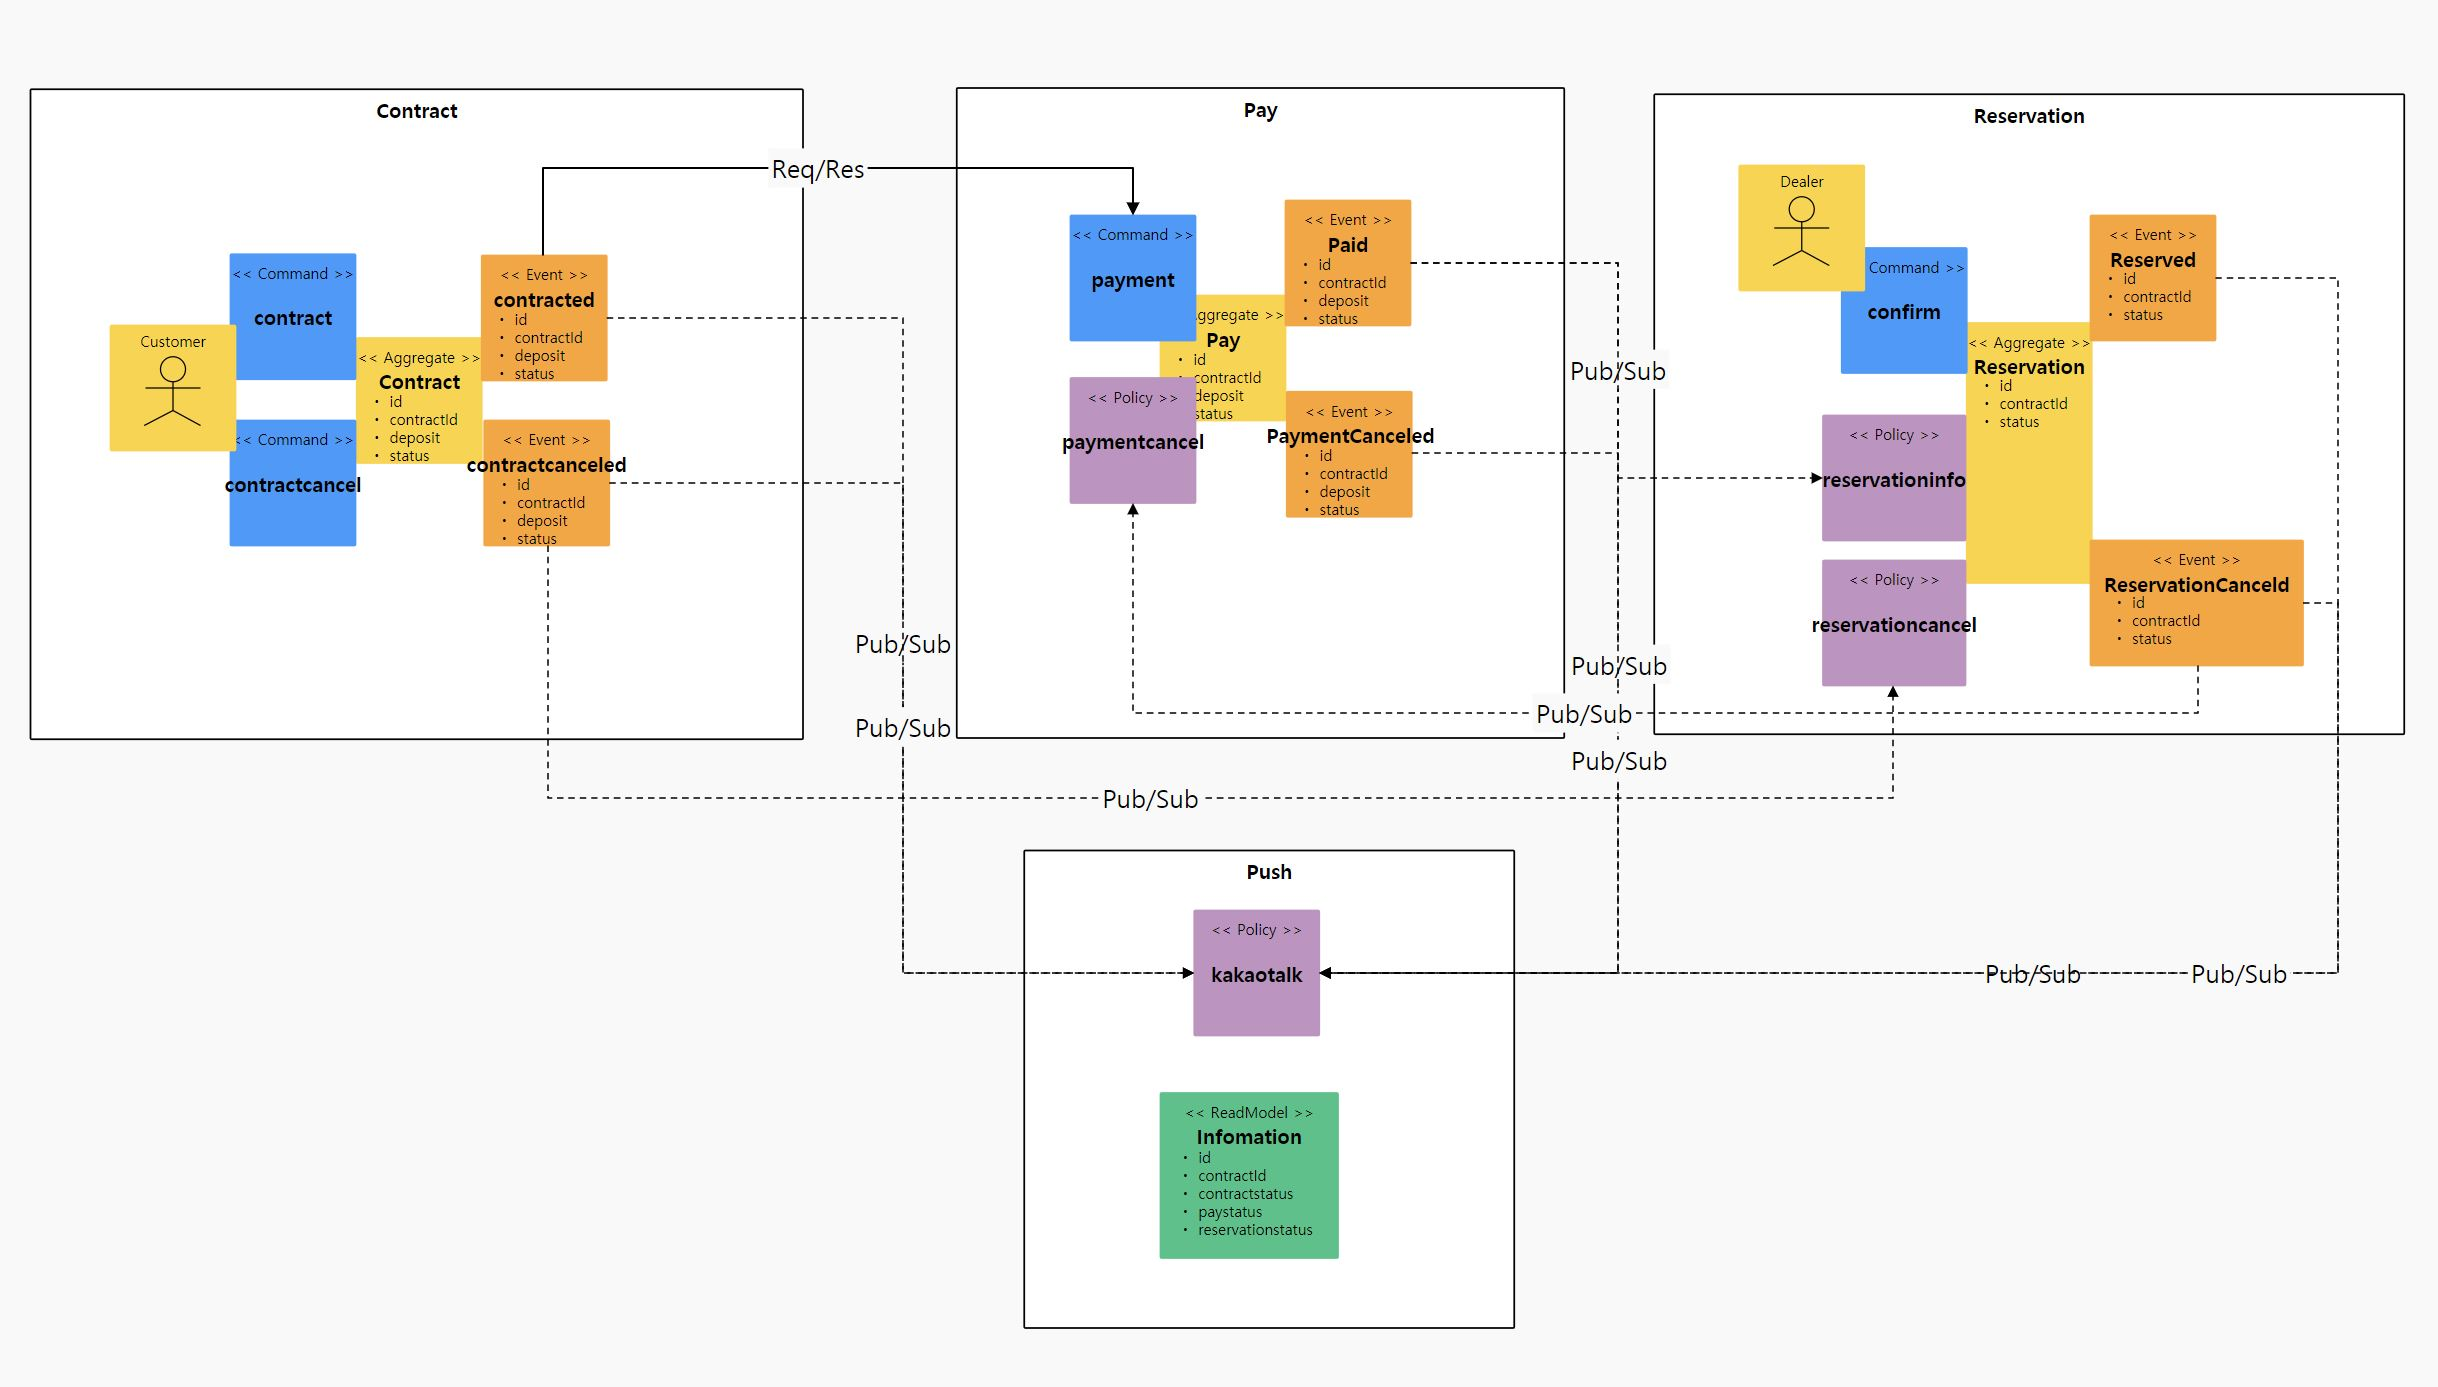 Contract
Customer
<< Command >>
contract
<< Command >>
contractcancel
<< Aggregate >>
Contract
• id
• contractId
• deposit
• status
<< Event >>
contracted
• id
• contractId
• deposit
• status
<< Event >>
contractcanceled
• id
• contractId
• deposit
• status
Req/Res
Pub/Sub
Pub/Sub
Pub/Sub
Pay
<< Command >>
payment
<< Policy >>
paymentcancel
ggregate >>
Pay
• id
contractId
deposit
status
<< Event >>
Paid
• id
• contractId
• deposit
• status
<< Event >>
PaymentCanceled
• id
• contractId
• deposit
• status
Pub/Sub
Pub/Sub
Pub/Sub
Pub/Sub
Reservation
Dealer
Command >>
confirm
<< Policy >>
reservationinfo
<< Policy >>
reservationcancel
<< Aggregate >>
Reservation
• id
• contractId
• status
<< Event >>
Reserved
• id
• contractId
• status
<< Event >>
ReservationCanceld
• id
• contractId
• status
Push
<< Policy >>
kakaotalk
Pub/Sub
Pub/Sub
<< ReadModel >>
Infomation
• id
• contractId
• contractstatus
• paystatus
• reservationstatus